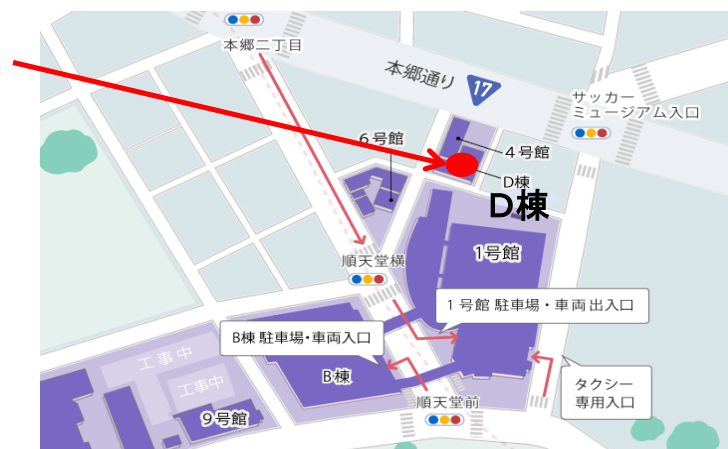 本郷二丁目
本郷通り
17
サッカー
ミュージアム入口
6号館
4号館
D棟
D棟
1号館
順天堂横
1号館 駐車場・車両出入口
B棟 駐車場・車両入口
工事中
工事中
B棟
タクシー
専用入口
順天堂前
9号館